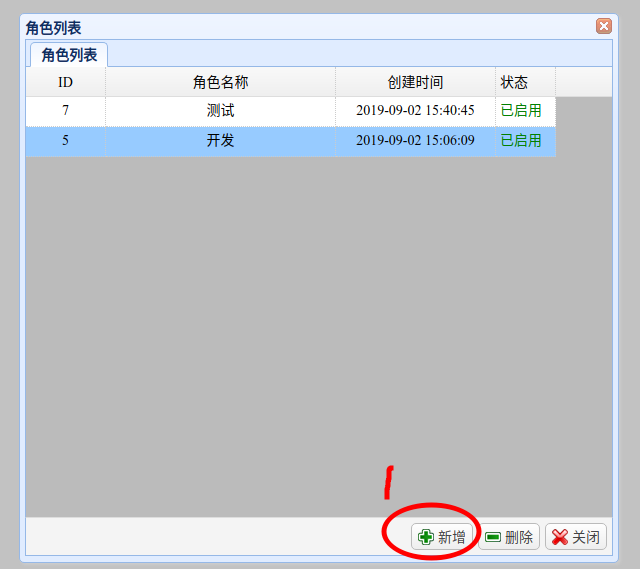 角色列表
角色列表
ID 角色名称 创建时间 状态
7 测试 2019-09-02 15:40:45 已启用
5 开发 2019-09-02 15:06:09 已启用
1
新增 删除 关闭